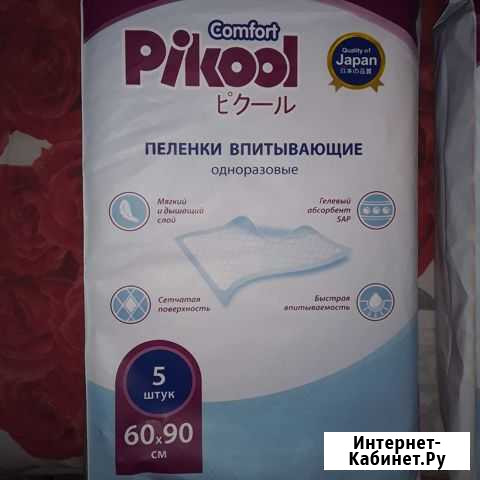 Comfort
Pikool
ピクール
Quality of
Japan
日本の品質
ПЕЛЕНКИ ВПИТЫВАЮЩИЕ
одноразовые
Мягкий
и дышащий
слой
Гелевый
абсорбент
SAP
Сетчатая
поверхность
Быстрая
впитываемость
5
штук
60x90
см
Интернет-
Кабинет.Ру